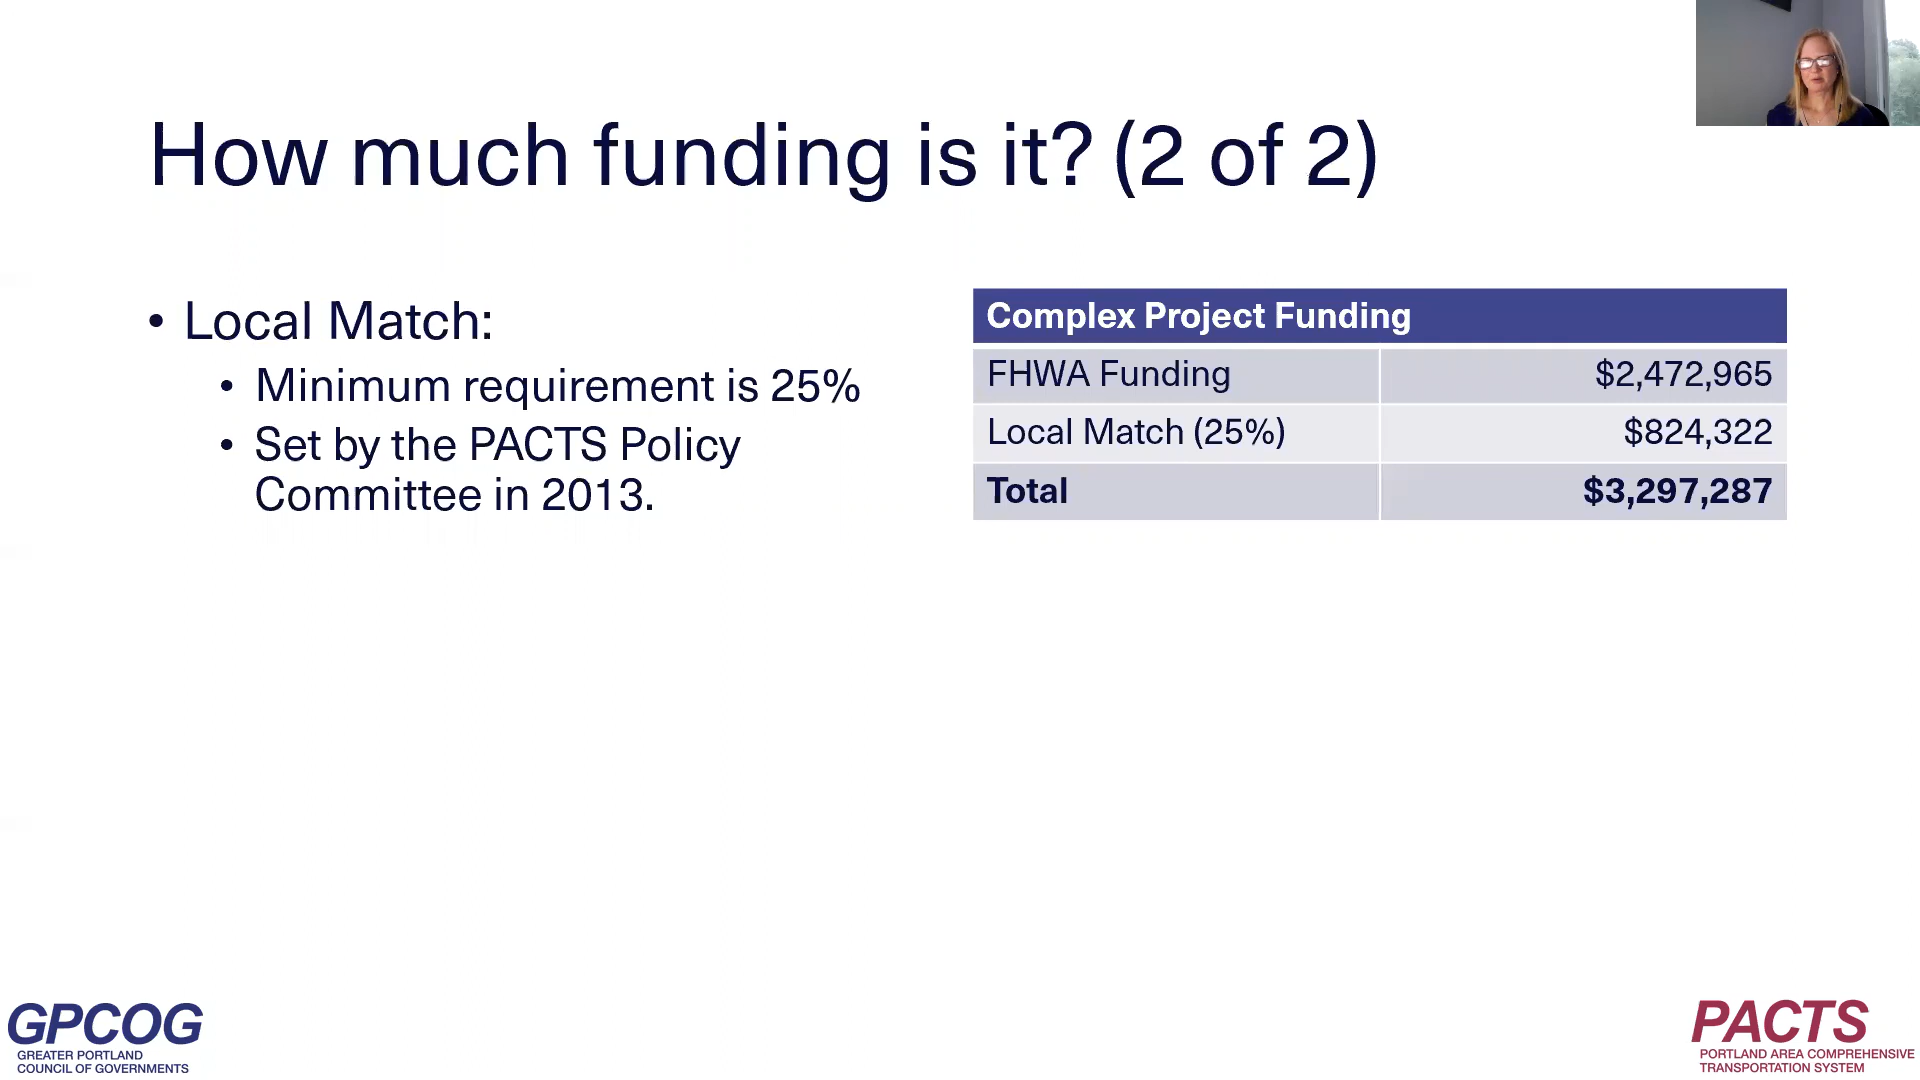 How much funding is it? (2 of 2)
• Local Match:
• Minimum requirement is 25%
• Set by the PACTS Policy
Committee in 2013.
Complex Project Funding
FHWA Funding $2,472,965
Local Match (25%) $824,322
Total $3,297,287
GPCOG
GREATER PORTLAND
COUNCIL OF GOVERNMENTS
PACTS
PORTLAND AREA COMPREHENSIVE
TRANSPORTATION SYSTEM